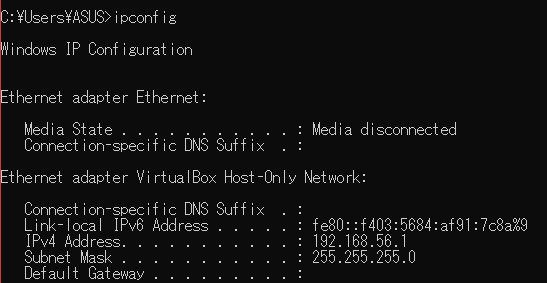 C:¥Users¥ASUS>ipconfig
Windows IP Configuration
Ethernet adapter Ethernet:
Media State . . . . . . . . . . . : Media disconnected
Connection-specific DNS Suffix  . :
Ethernet adapter VirtualBox Host-Only Network:
Connection-specific DNS Suffix  . :
Link-local IPv6 Address . . . . . : fe80::f403:5684:af91:7c8a%9
IPv4 Address. . . . . . . . . . . : 192.168.56.1
Subnet Mask . . . . . . . . . . . : 255.255.255.0
Default Gateway . . . . . . . . . :